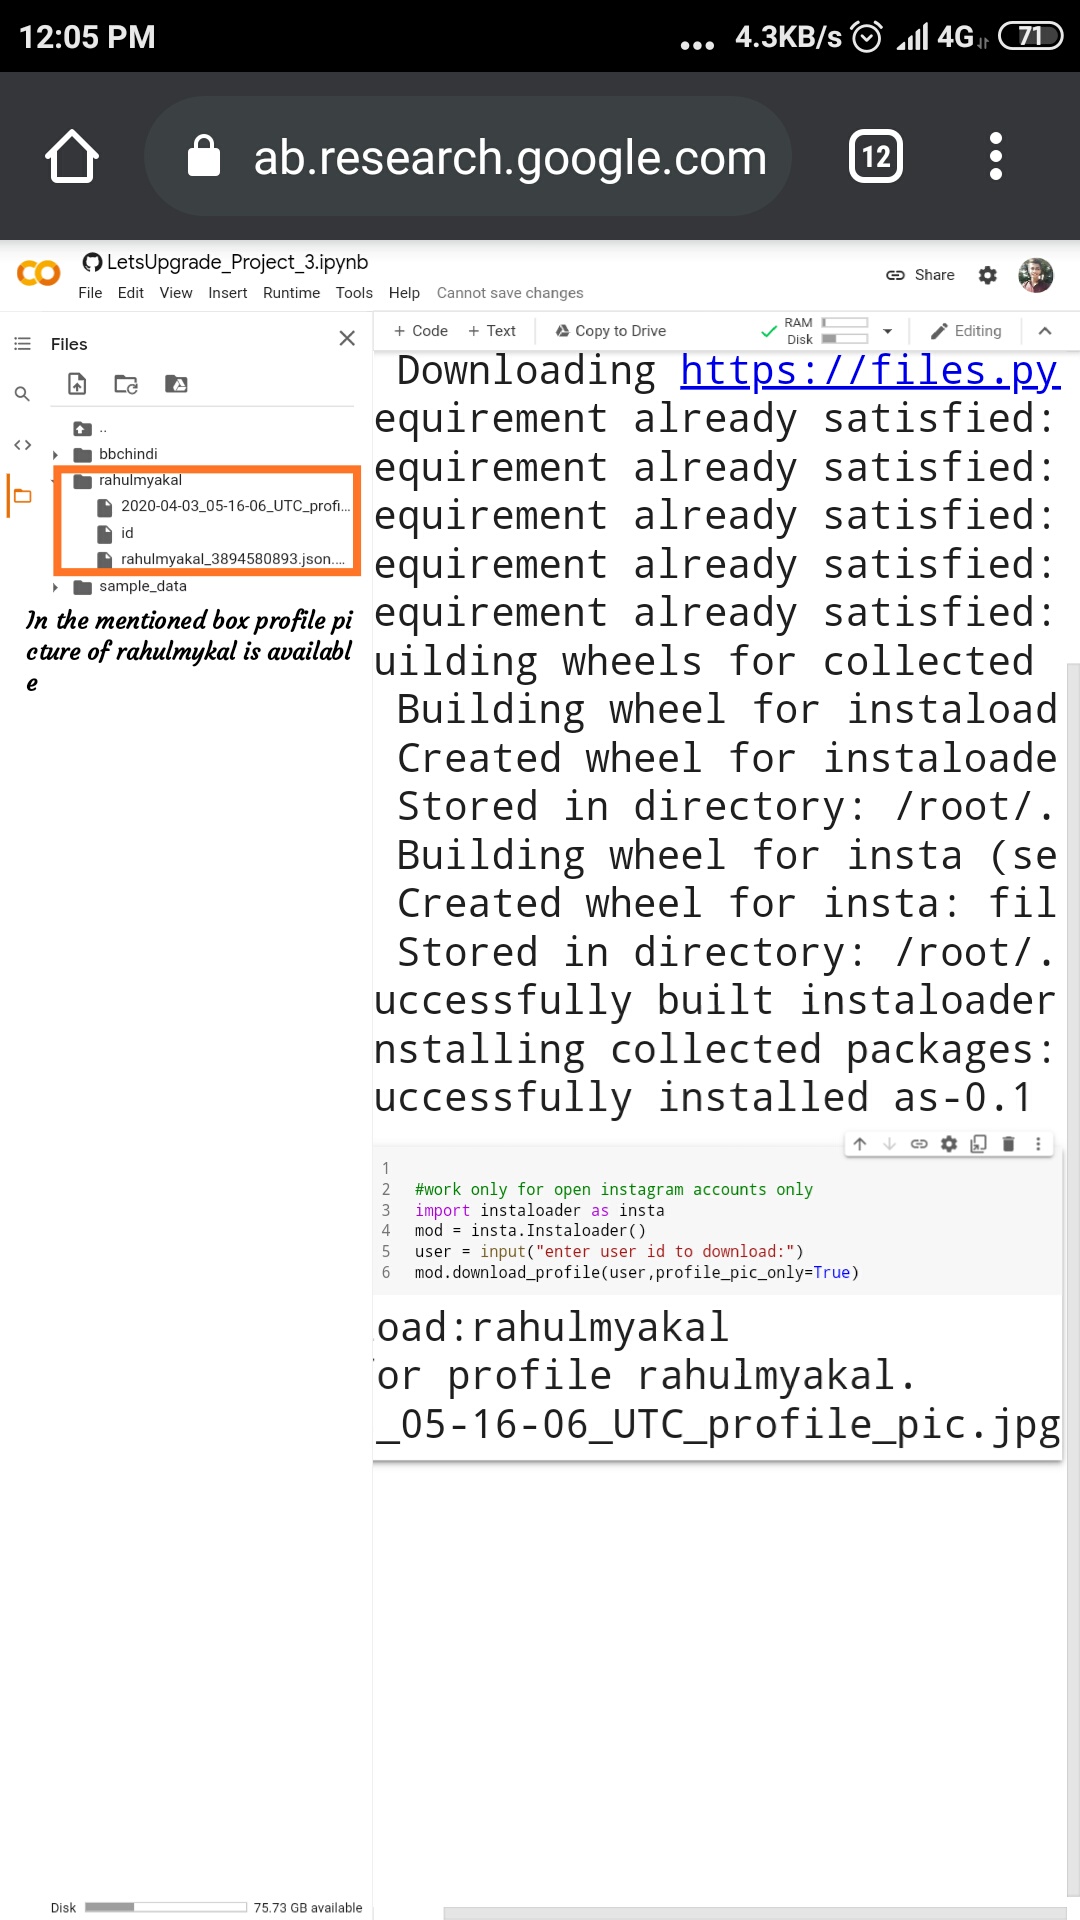 12:05 PM
... 4.3KB/s 4G 71
ab.research.google.com
12
LetsUpgrade_Project_3.ipynb
File Edit View Insert Runtime Tools Help Cannot save changes
Share
Files
+ Code + Text Copy to Drive
RAM
Disk
Editing
..
bbchindi
rahulmyakal
2020-04-03_05-16-06_UTC_profi...
id
rahulmyakal_3894580893.json....
sample_data
In the mentioned box profile pi
cture of rahulmykal is availabl
e
Downloading https://files.py
equirement already satisfied:
equirement already satisfied:
equirement already satisfied:
equirement already satisfied:
equirement already satisfied:
uilding wheels for collected
Building wheel for instaload
Created wheel for instaloade
Stored in directory: /root/.
Building wheel for insta (se
Created wheel for insta: fil
Stored in directory: /root/.
uccessfully built instaloader
nstalling collected packages:
uccessfully installed as-0.1
1
2 #work only for open instagram accounts only
3 import instaloader as insta
4 mod = insta.Instaloader()
5 user = input("enter user id to download:")
6 mod.download_profile(user,profile_pic_only=True)
oad:rahulmyakal
or profile rahulmyakal.
_05-16-06_UTC_profile_pic.jpg
Disk 75.73 GB available